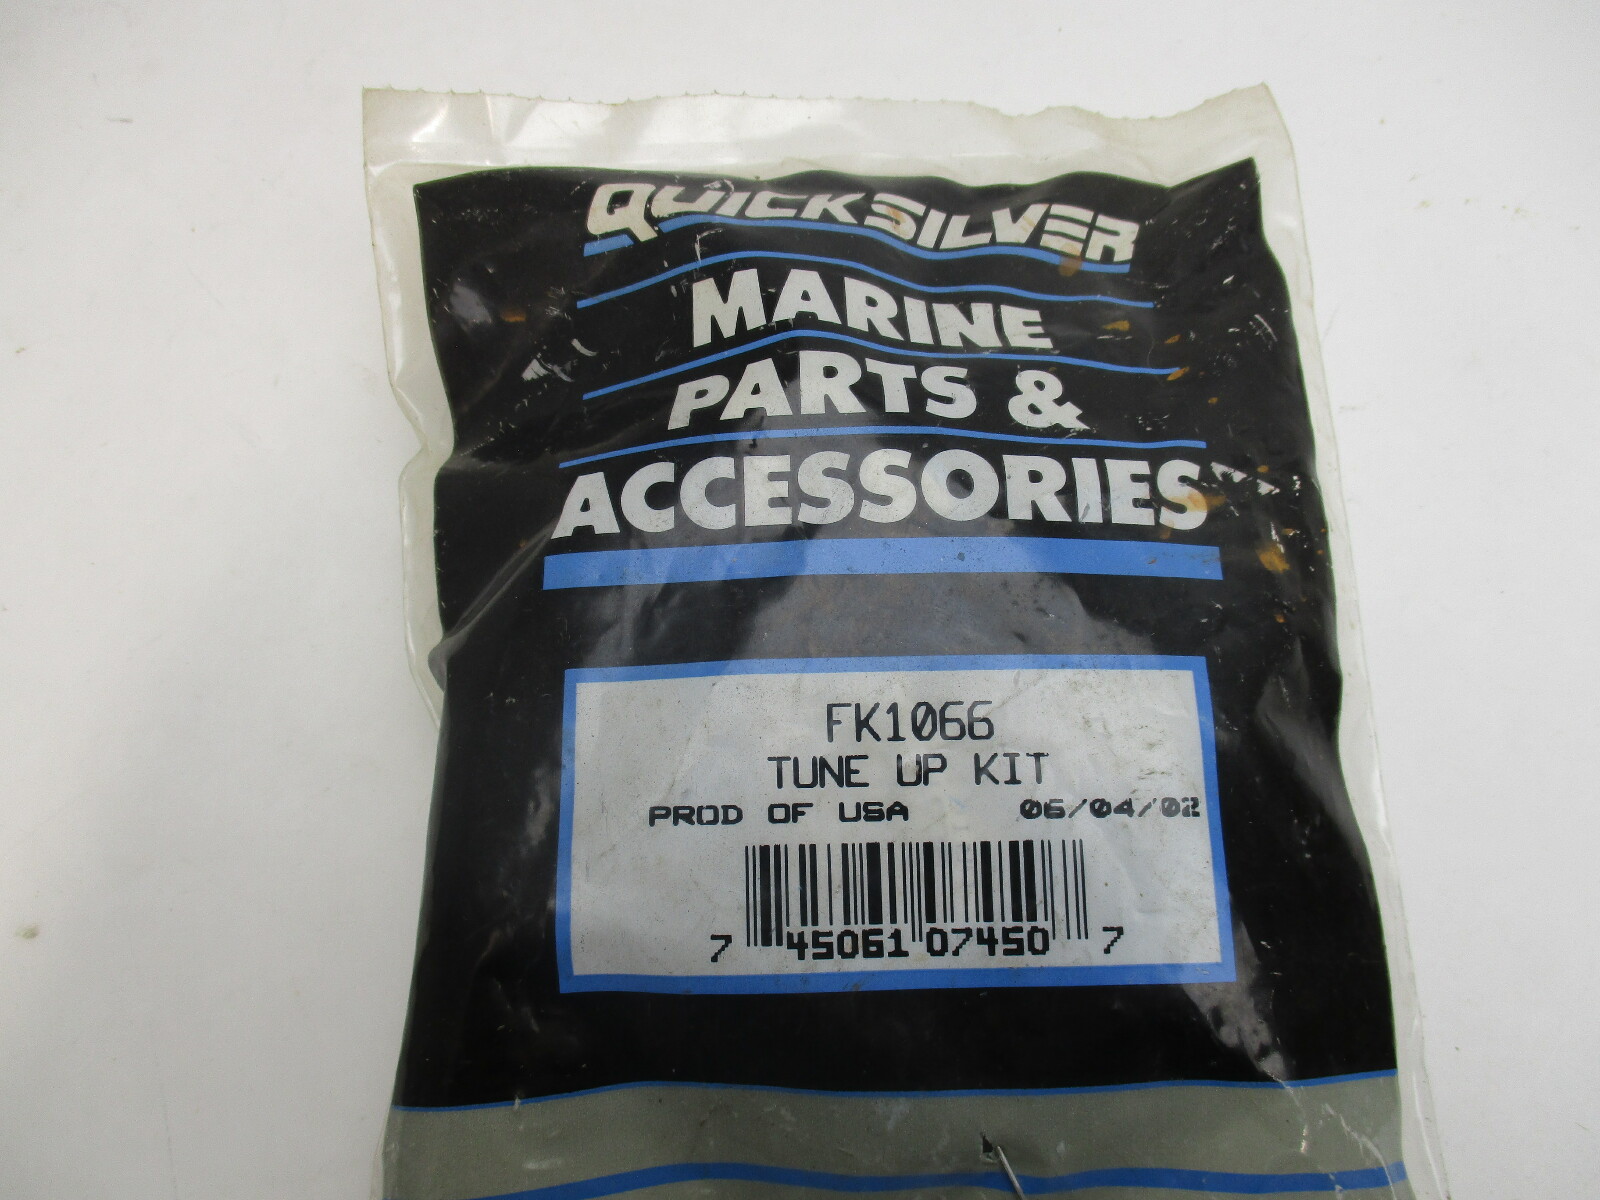 QUICKSILVER
MARINE
PARTS &
ACCESSORIES
FK1066
TUNE UP KIT
PROD OF USA 06/04/02
7 45061 07450 7